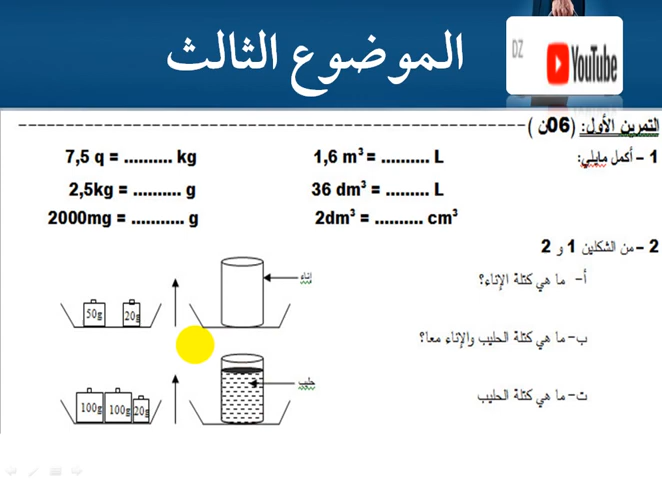 الموضوع الثالث
DZ
YouTube
التمرين الأول: (06ن )
1 – أكمل مايلي:
1,6 m³ = .......... L
7,5 q = .......... kg
36 dm³ = ......... L
2,5kg = .......... g
2dm³ = .......... cm³
2000mg = ........... g
2 – من الشكلين 1 و 2
أ- ما هي كتلة الإناء؟
إناء
50g
20g
ب- ما هي كتلة الحليب والإناء معا؟
حليب
ت- ما هي كتلة الحليب
100g
100g
20g